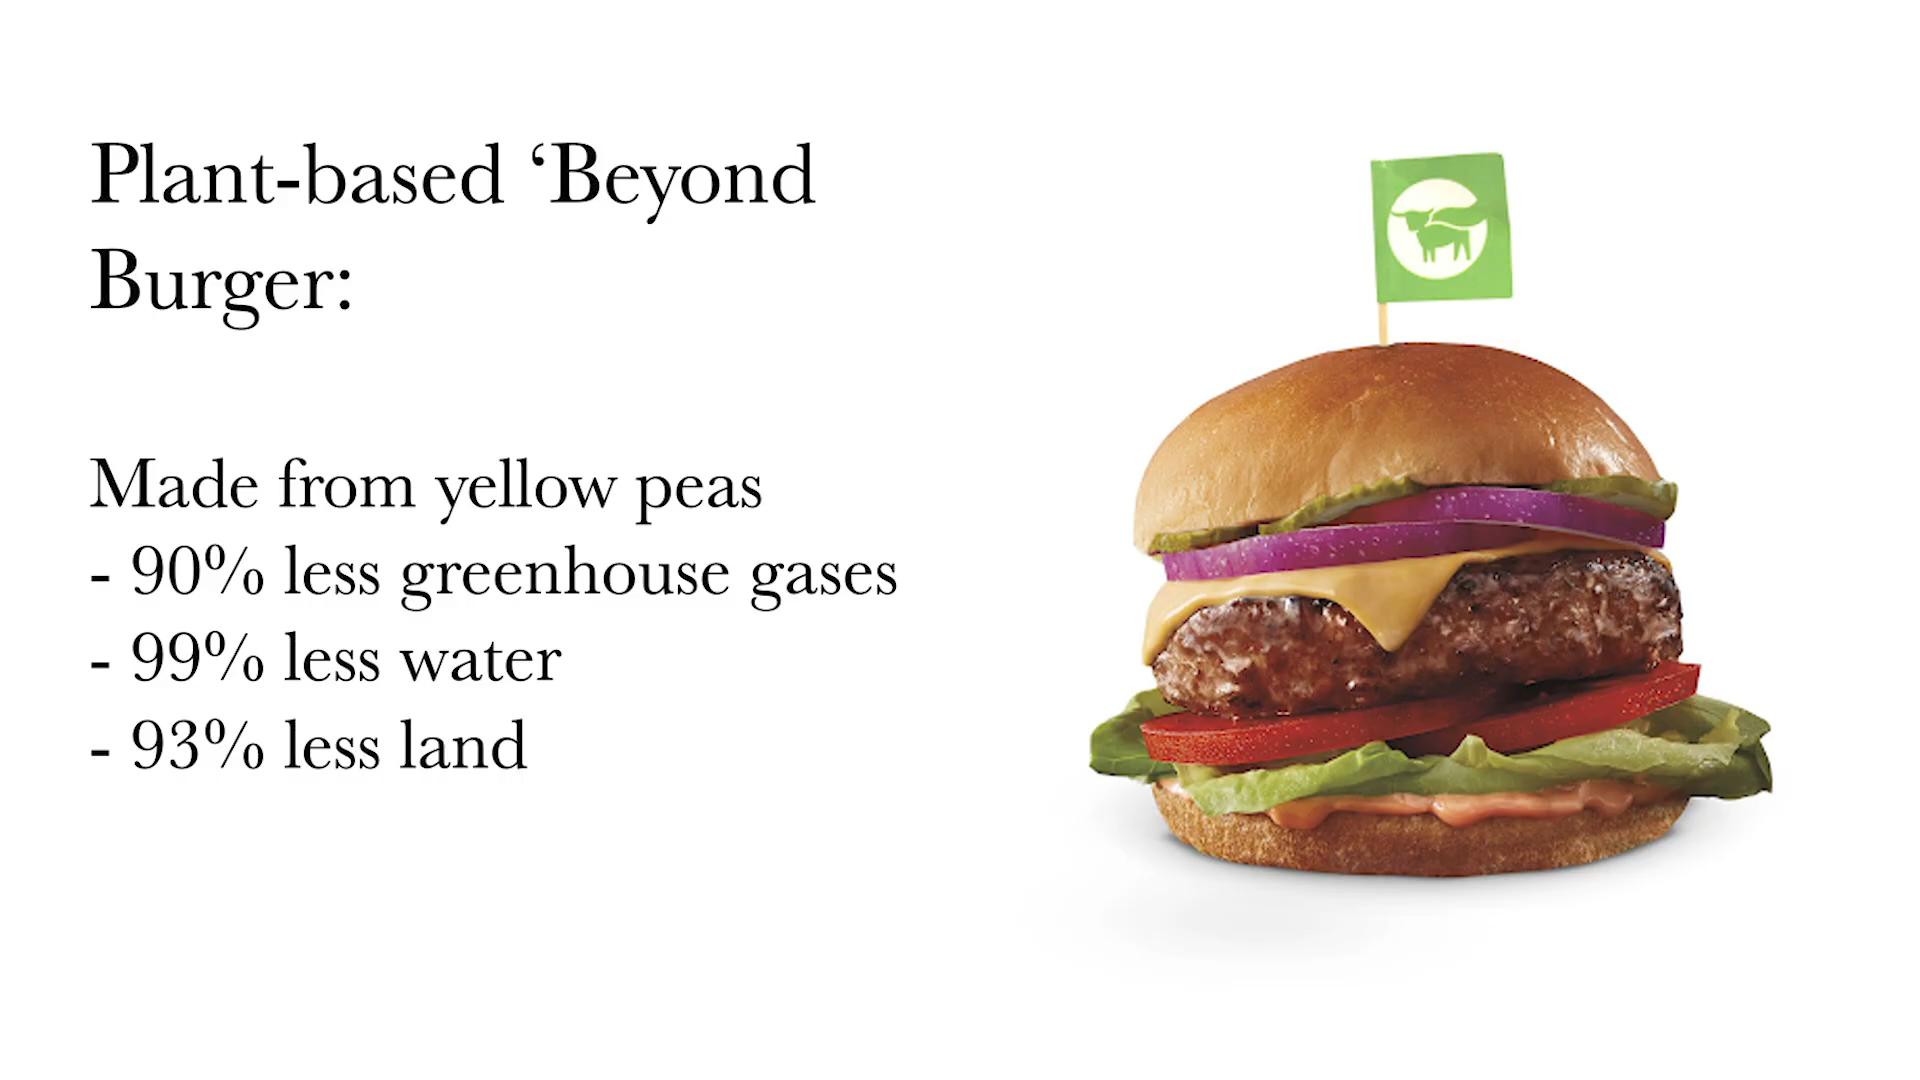 Plant-based ‘Beyond
Burger:
Made from yellow peas
- 90% less greenhouse gases
- 99% less water
- 93% less land